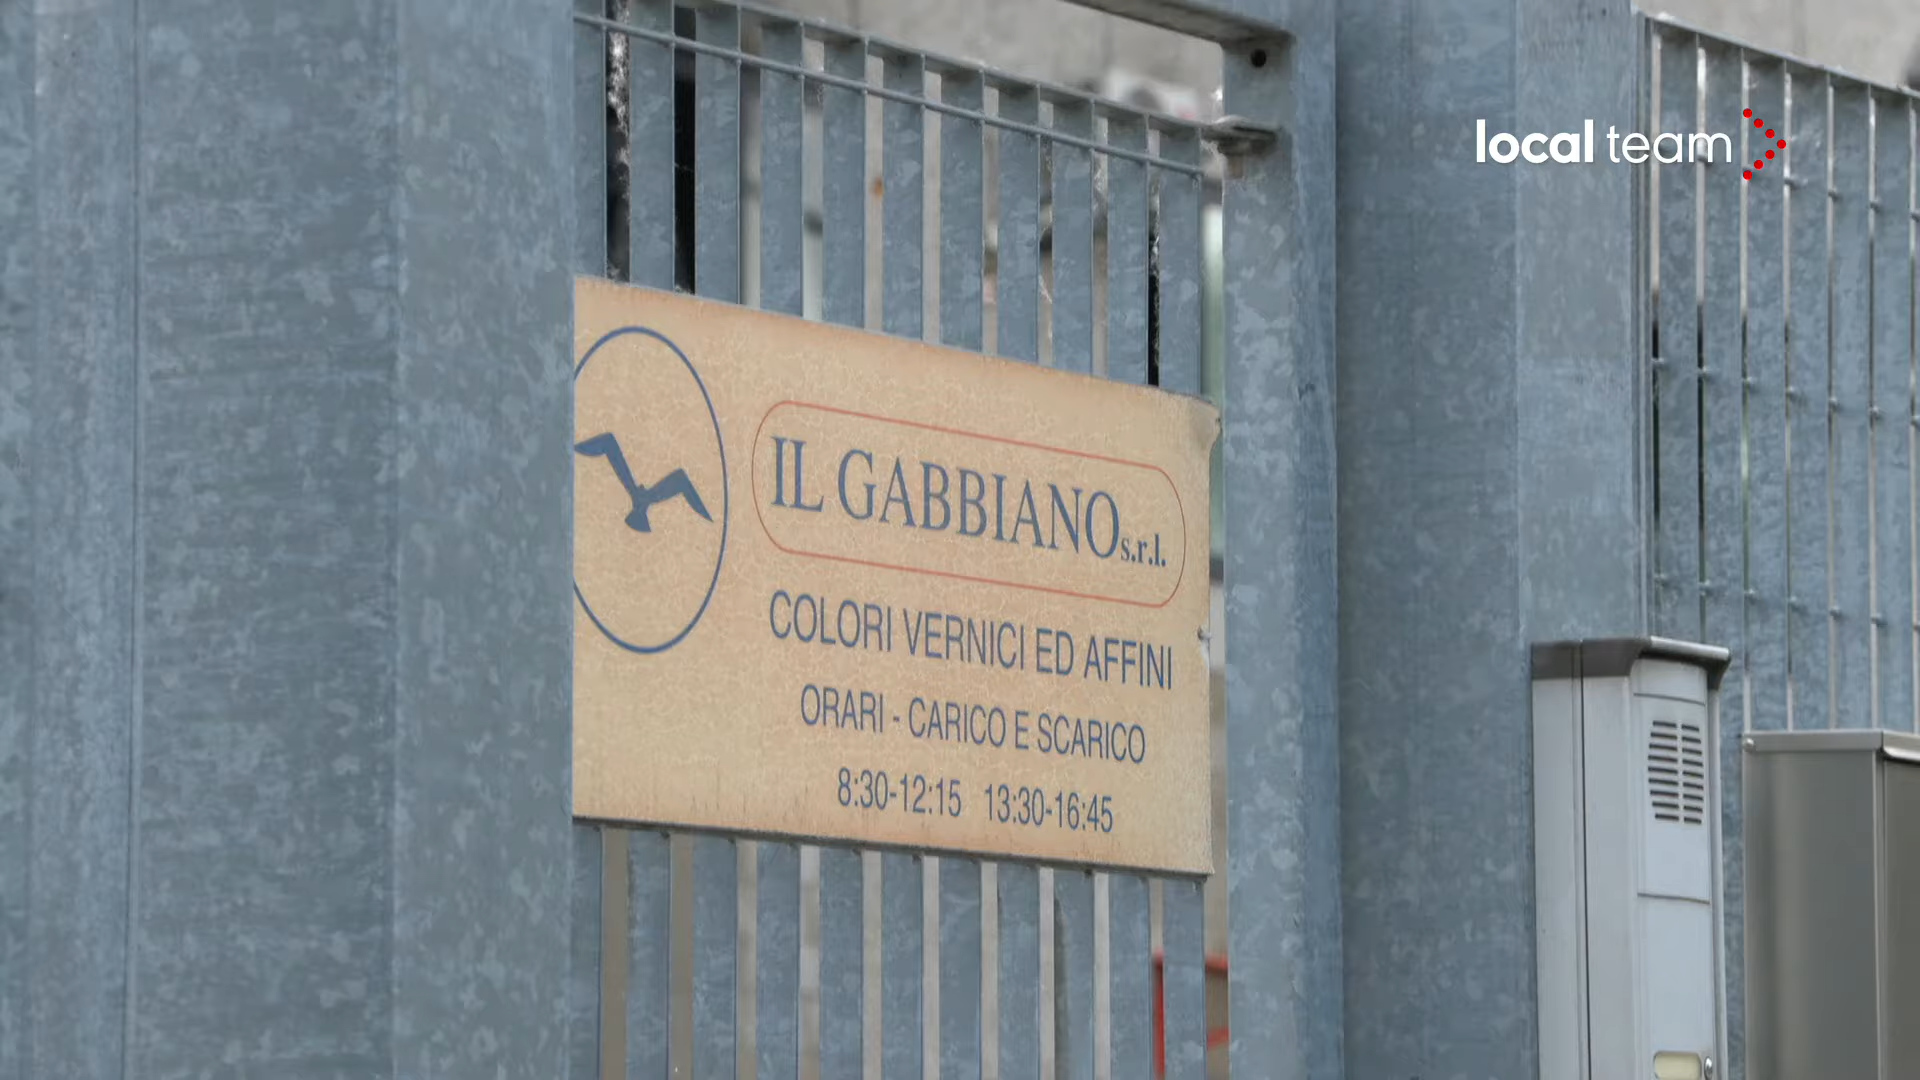 local team
IL GABBIANO s.r.l.
COLORI VERNICI ED AFFINI
ORARI - CARICO E SCARICO
8:30-12:15 13:30-16:45